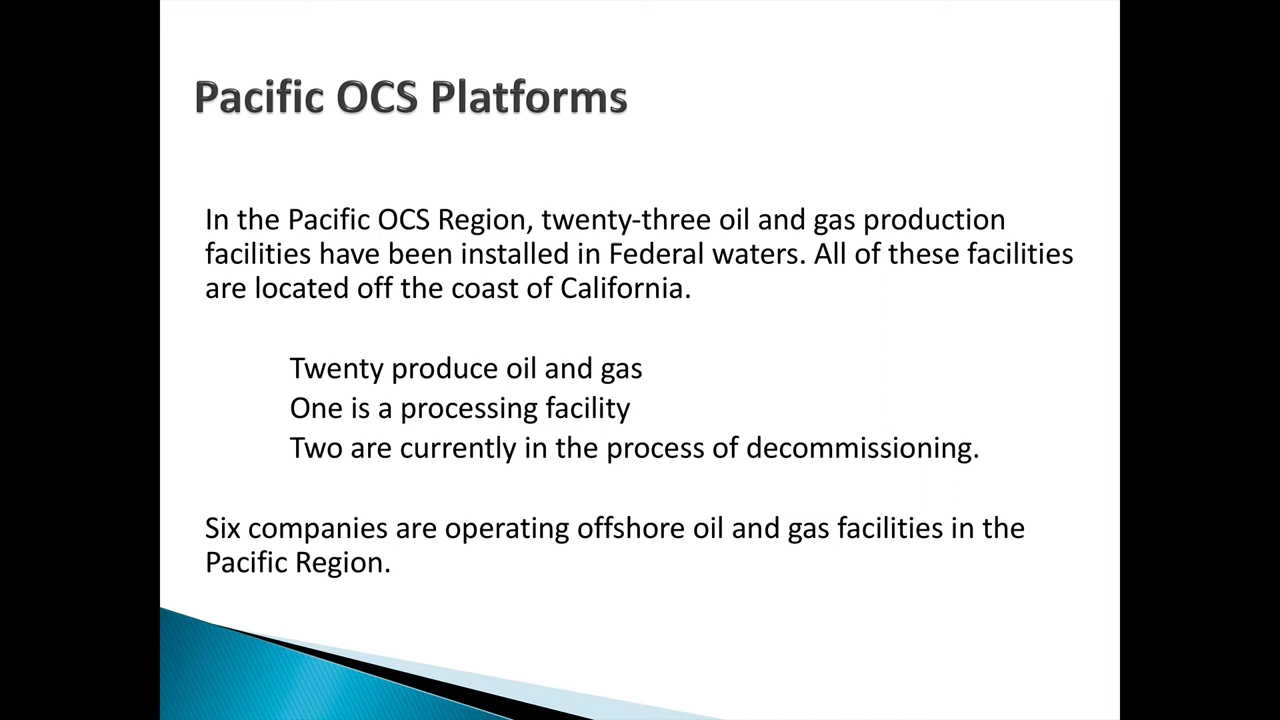 Pacific OCS Platforms
In the Pacific OCS Region, twenty-three oil and gas production
facilities have been installed in Federal waters. All of these facilities
are located off the coast of California.
Twenty produce oil and gas
One is a processing facility
Two are currently in the process of decommissioning.
Six companies are operating offshore oil and gas facilities in the
Pacific Region.